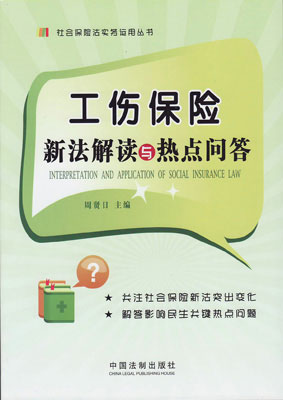 社会保险法实务运用丛书
工伤保险
新法解读与热点问答
INTERPRETATION AND APPLICATION OF SOCIAL INSURANCE LAW
周贤日 主编
?
★ 关注社会保险新法突出变化
★ 解答影响民生关键热点问题
中国法制出版社
CHINA LEGAL PUBLISHING HOUSE